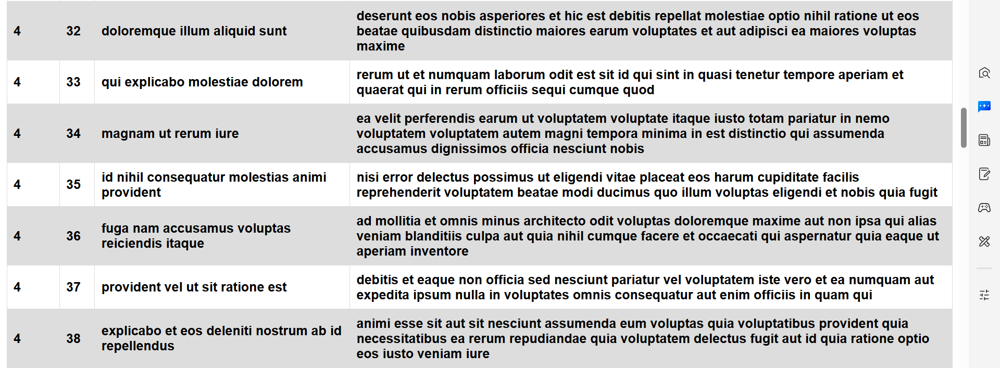 4 32 doloremque illum aliquid sunt
deserunt eos nobis asperiores et hic est debitis repellat molestiae optio nihil ratione ut eos
beatae quibusdam distinctio maiores earum voluptates et aut adipisci ea maiores voluptas
maxime
4 33 qui explicabo molestiae dolorem
rerum ut et numquam laborum odit est sit id qui sint in quasi tenetur tempore aperiam et
quaerat qui in rerum officiis sequi cumque quod
4 34 magnam ut rerum iure
ea velit perferendis earum ut voluptatem voluptate itaque iusto totam pariatur in nemo
voluptatem voluptatem autem magni tempora minima in est distinctio qui assumenda
accusamus dignissimos officia nesciunt nobis
4 35 id nihil consequatur molestias animi
provident
nisi error delectus possimus ut eligendi vitae placeat eos harum cupiditate facilis
reprehenderit voluptatem beatae modi ducimus quo illum voluptas eligendi et nobis quia fugit
4 36 fuga nam accusamus voluptas
reiciendis itaque
ad mollitia et omnis minus architecto odit voluptas doloremque maxime aut non ipsa qui alias
veniam blanditiis culpa aut quia nihil cumque facere et occaecati qui aspernatur quia eaque ut
aperiam inventore
4 37 provident vel ut sit ratione est
debitis et eaque non officia sed nesciunt pariatur vel voluptatem iste vero et ea numquam aut
expedita ipsum nulla in voluptates omnis consequatur aut enim officiis in quam qui
4 38 explicabo et eos deleniti nostrum ab id
repellendus
animi esse sit aut sit nesciunt assumenda eum voluptas quia voluptatibus provident quia
necessitatibus ea rerum repudiandae quia voluptatem delectus fugit aut id quia ratione optio
eos iusto veniam iure